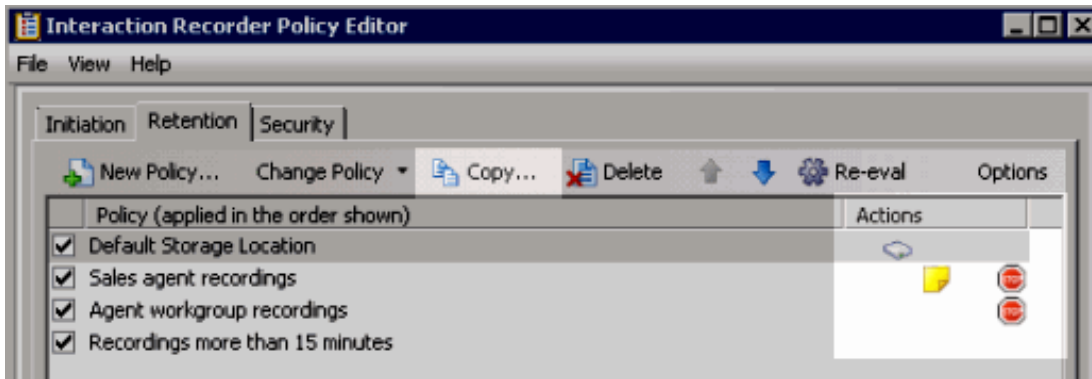 Interaction Recorder Policy Editor
File View Help
Initiation Retention Security
New Policy... Change Policy Copy... Delete Re-eval Options
Policy (applied in the order shown) Actions
Default Storage Location
Sales agent recordings STOP
Agent workgroup recordings STOP
Recordings more than 15 minutes